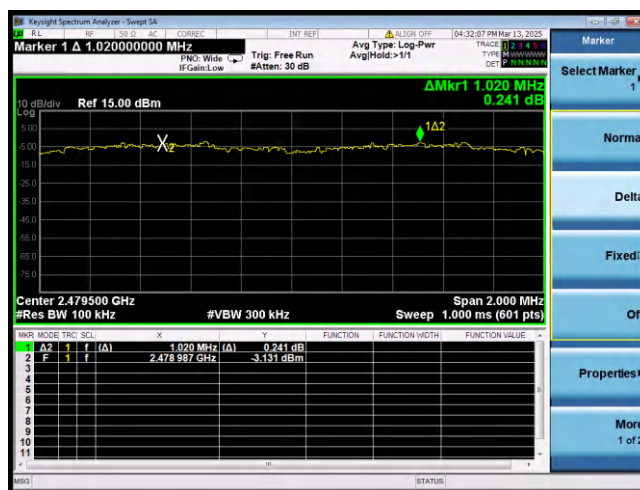 Keysight Spectrum Analyzer - Swept SA
RL RF 50 Ω AC CORREC INT REF ALIGN OFF 04:32:07 PM Mar 13, 2025
Marker 1 Δ 1.020000000 MHz
PNO: Wide
IFGain:Low
Trig: Free Run
#Atten: 30 dB
Avg Type: Log-Pwr
Avg|Hold:>1/1
TRACE 1 2 3 4 5 6
TYPE MWWWWW
DET P N N N N N
ΔMkr1 1.020 MHz
0.241 dB
10 dB/div Ref 15.00 dBm
Log
5.00
-5.00
-15.0
-25.0
-35.0
-45.0
-55.0
-65.0
-75.0
2
1Δ2
Center 2.479500 GHz Span 2.000 MHz
#Res BW 100 kHz #VBW 300 kHz Sweep 1.000 ms (601 pts)
MKR MODE TRC SCL X Y FUNCTION FUNCTION WIDTH FUNCTION VALUE
1 Δ2 1 f (Δ) 1.020 MHz (Δ) 0.241 dB
2 F 1 f 2.478 987 GHz -3.131 dBm
3
4
5
6
7
8
9
10
11
MSG STATUS
Marker
Select Marker
1
Norma
Delta
Fixed
Of
Properties
More
1 of 2